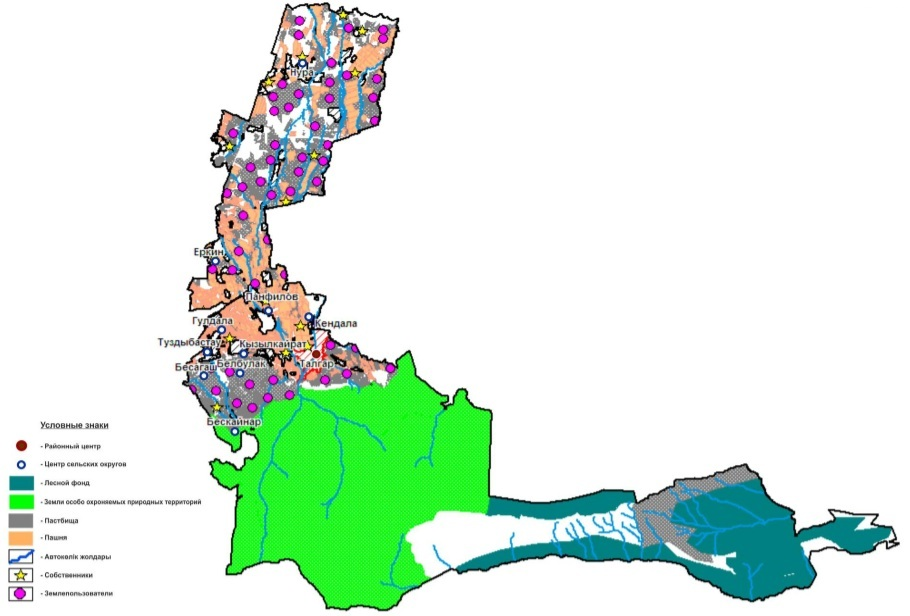 Нура
Еркин
Панфилов
Гулдала
Кендала
Туздыбастау
Кызылкайрат
Бесагаш
Белбулак
Талгар
Бескайнар
Условные знаки
- Районный центр
- Центр сельских округов
- Лесной фонд
- Земли особо охроняемых природных территорий
- Пастбища
- Пашня
- Автокөлік жолдары
- Собственники
- Землепользователи